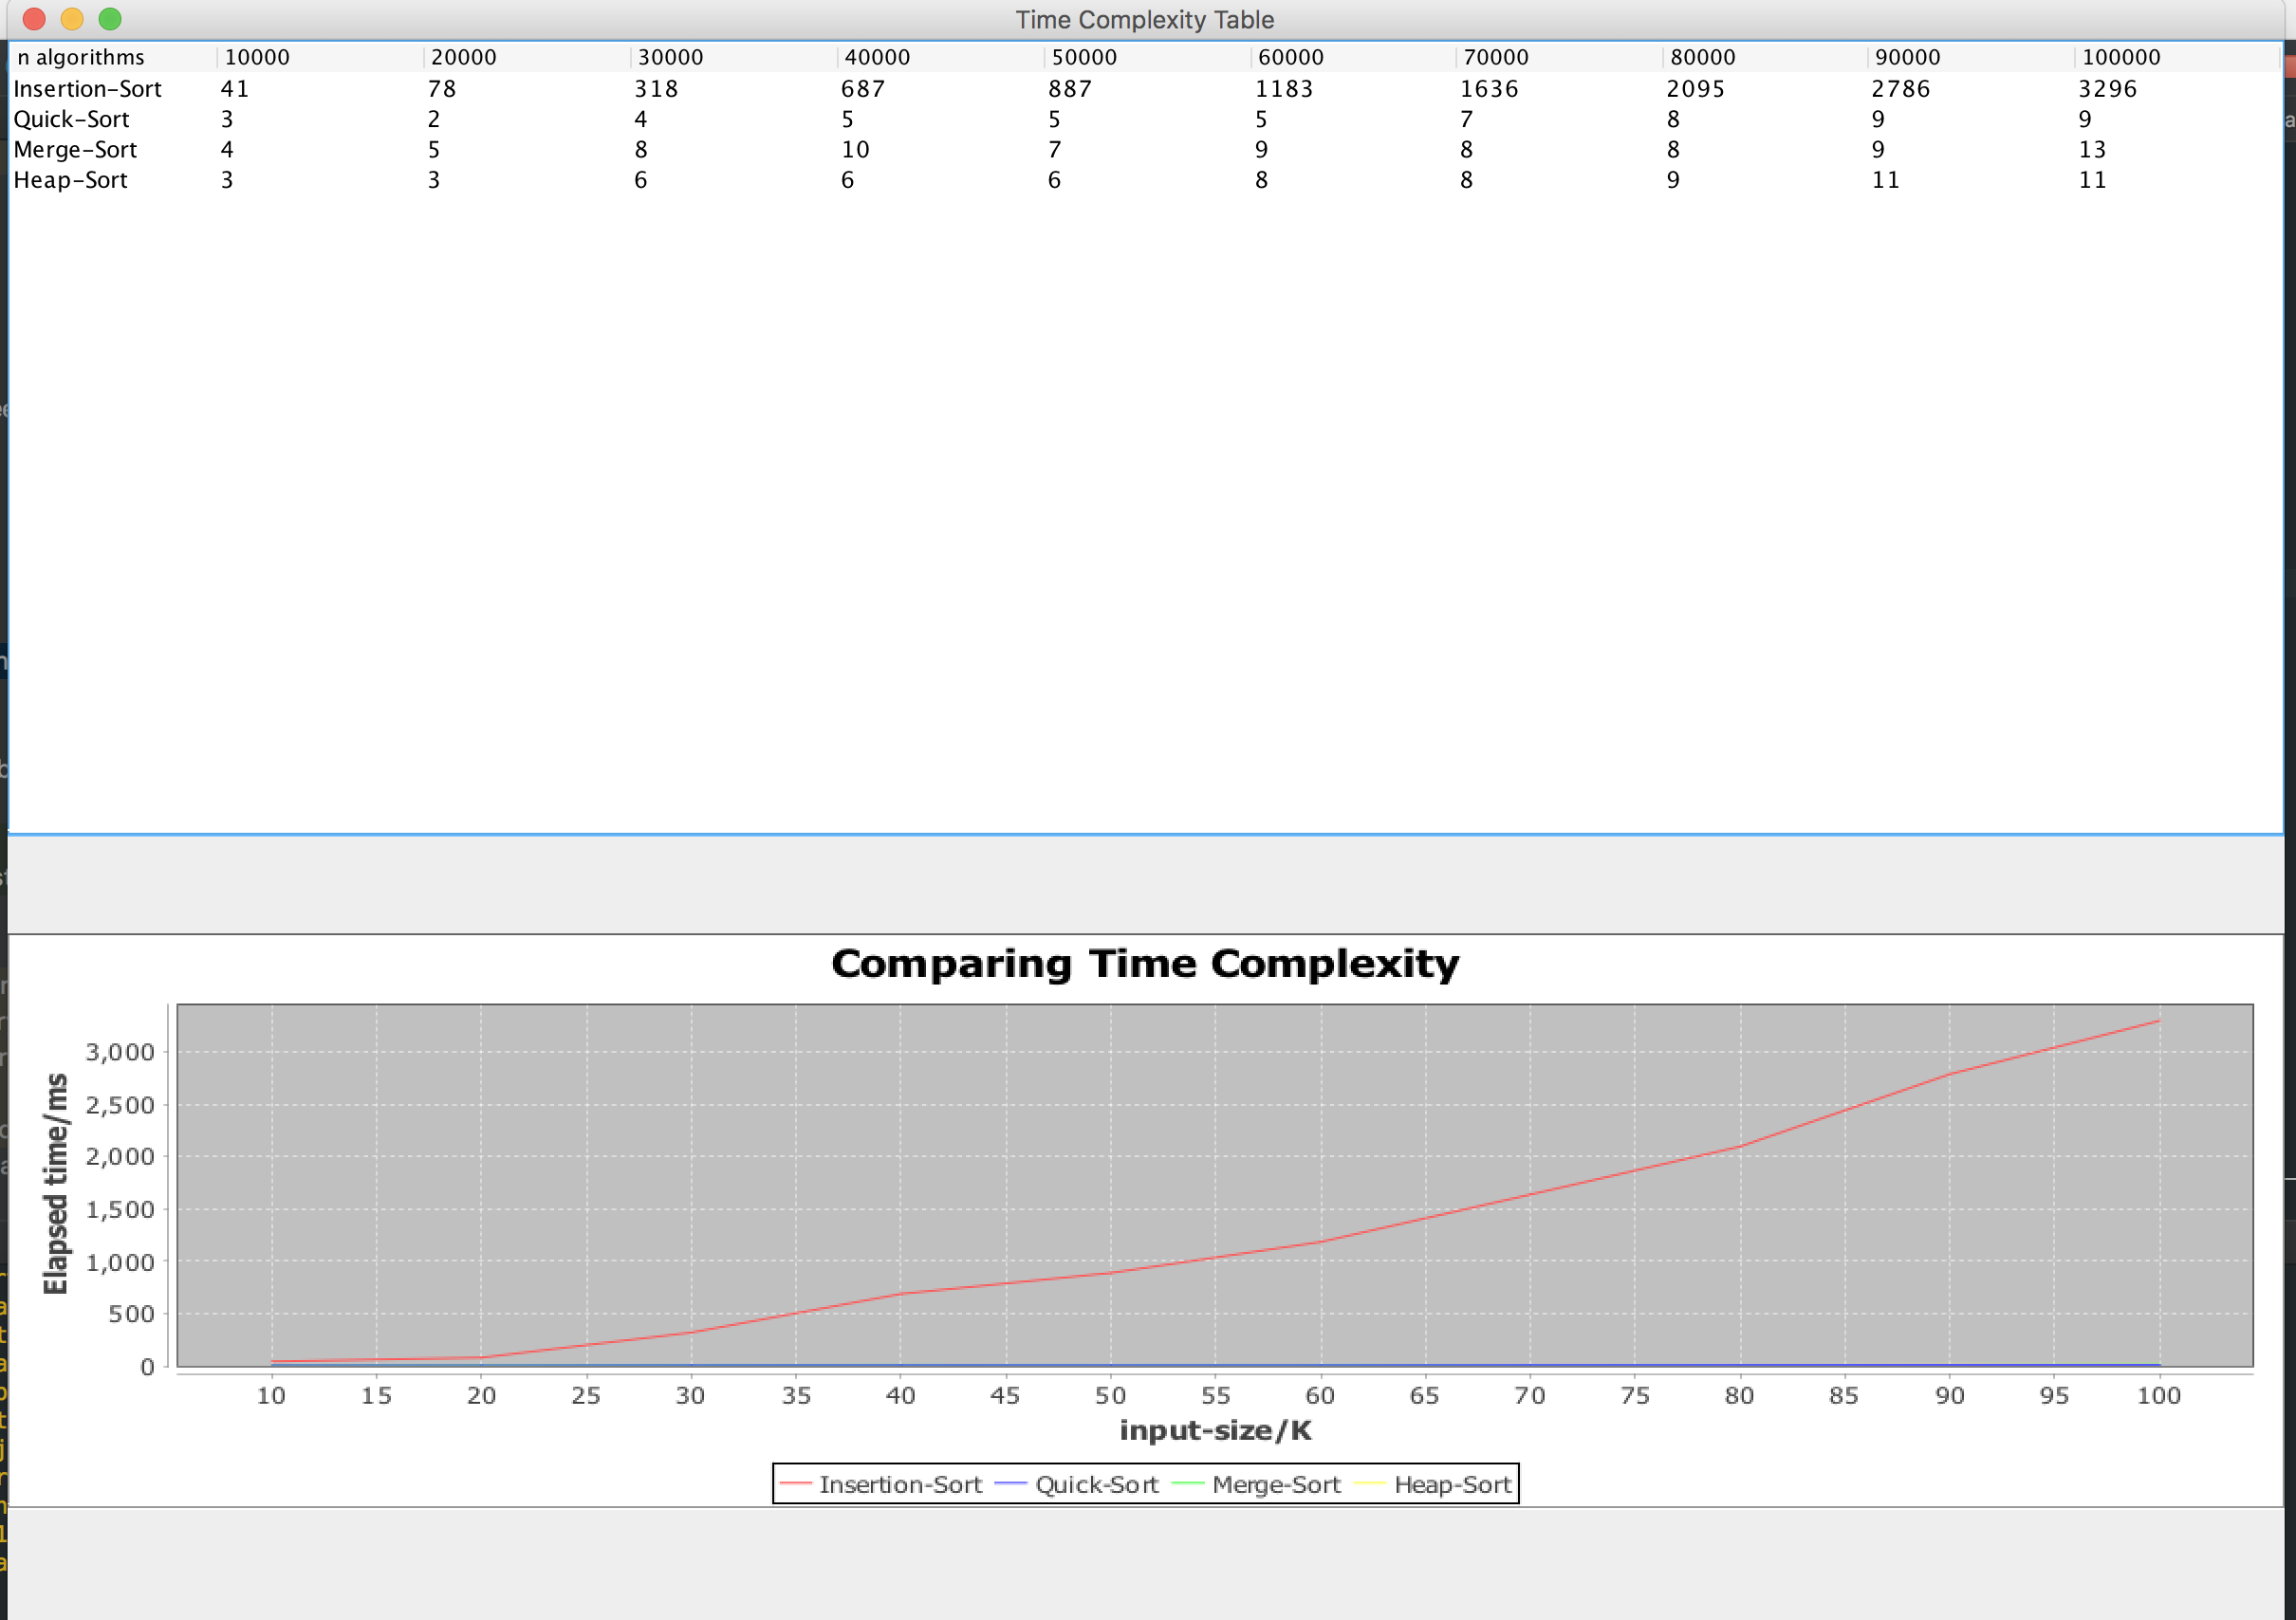 Time Complexity Table
n algorithms 10000 20000 30000 40000 50000 60000 70000 80000 90000 100000
Insertion-Sort 41 78 318 687 887 1183 1636 2095 2786 3296
Quick-Sort 3 2 4 5 5 5 7 8 9 9
Merge-Sort 4 5 8 10 7 9 8 8 9 13
Heap-Sort 3 3 6 6 6 8 8 9 11 11
Comparing Time Complexity
Elapsed time/ms
3,000
2,500
2,000
1,500
1,000
500
0
10 15 20 25 30 35 40 45 50 55 60 65 70 75 80 85 90 95 100
input-size/K
Insertion-Sort Quick-Sort Merge-Sort Heap-Sort